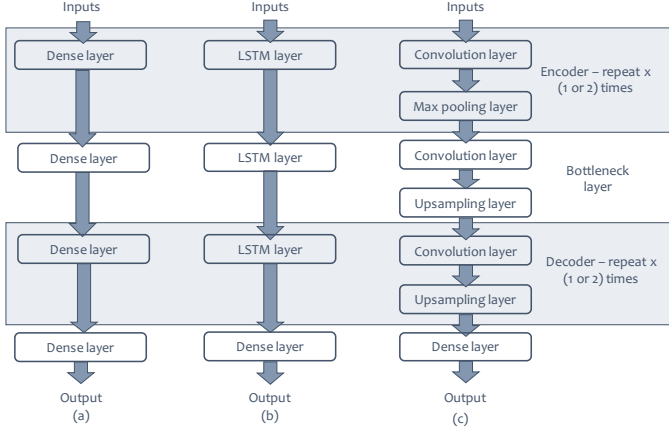 Inputs
Inputs
Inputs
Dense layer
LSTM layer
Convolution layer
Max pooling layer
Encoder – repeat x
(1 or 2) times
Dense layer
LSTM layer
Convolution layer
Upsampling layer
Bottleneck
layer
Dense layer
LSTM layer
Convolution layer
Upsampling layer
Decoder – repeat x
(1 or 2) times
Dense layer
Dense layer
Dense layer
Output
Output
Output
(a)
(b)
(c)